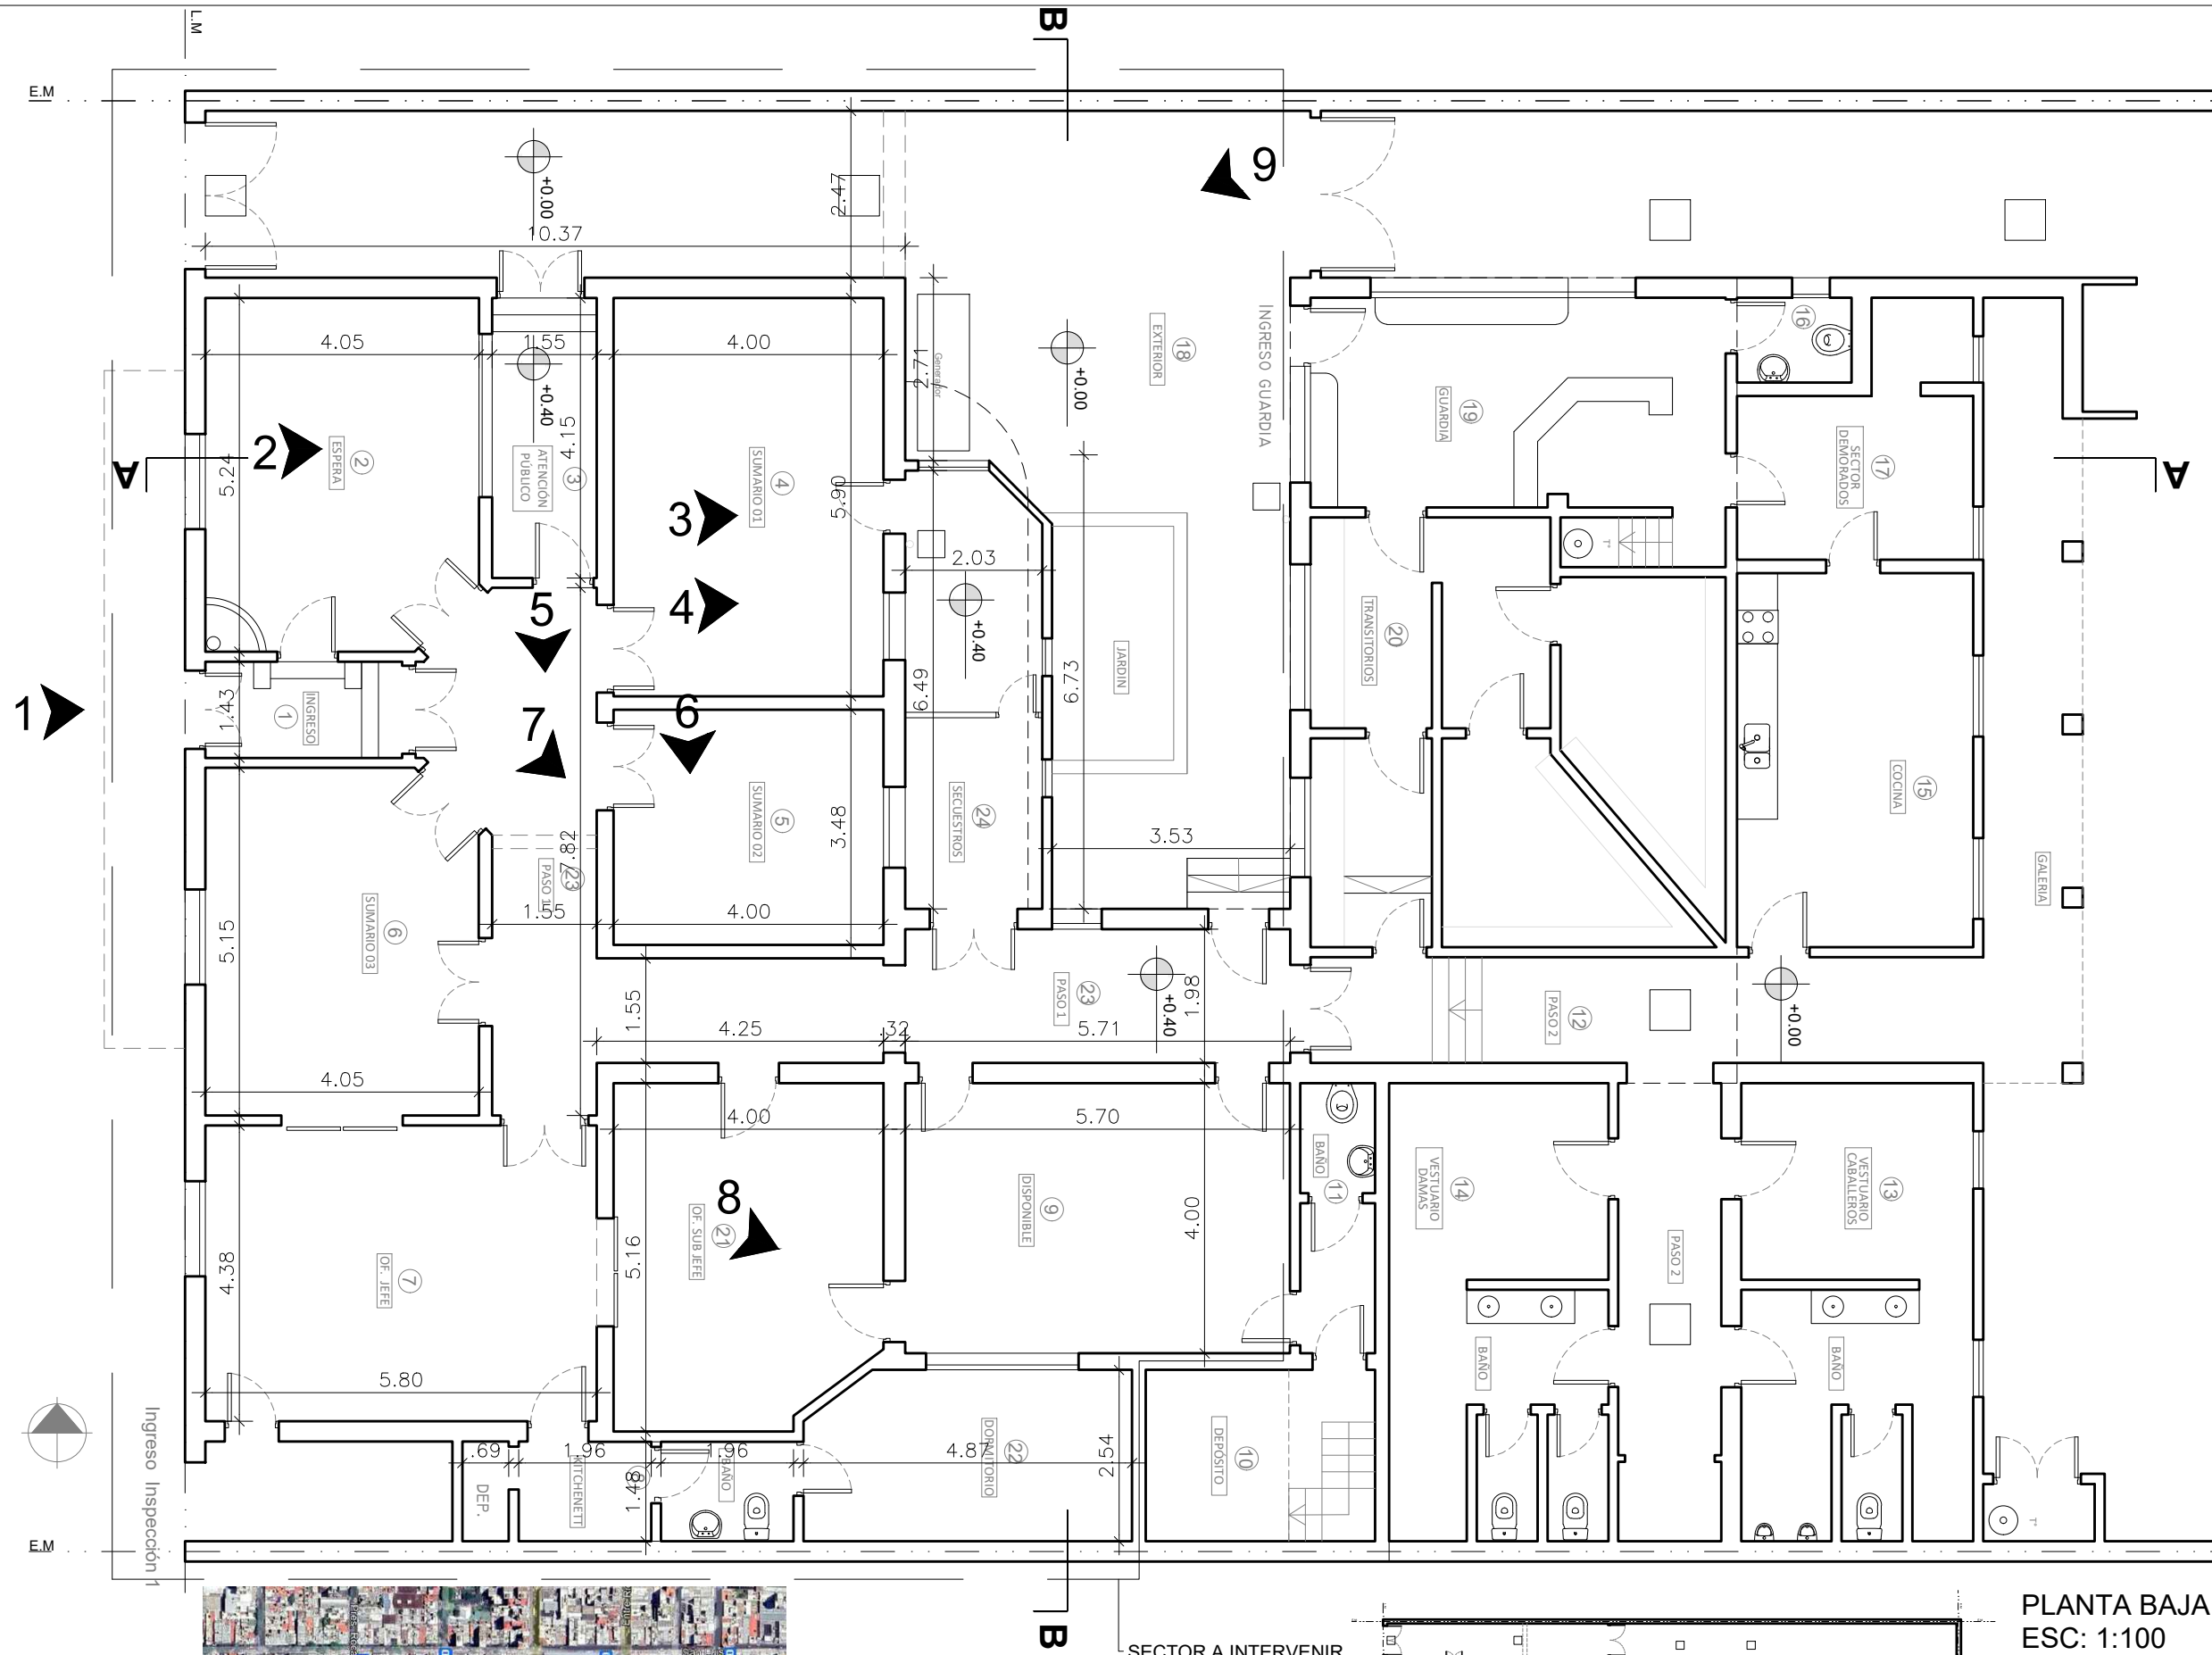 L.M
B
E.M
9
+0.00
2.47
10.37
4.05
1.55
4.00
2.71
Generador
+0.00
18
EXTERIOR
INGRESO GUARDIA
16
+0.40
4.15
2
ESPERA
2
A
5.24
ATENCIÓN
PÚBLICO
3
SUMARIO 01
4
5.90
GUARDIA
19
SECTOR
DEMORADOS
17
A
3
4
5
2.03
+0.40
6.49
6.73
JARDIN
TRANSITORIOS
20
T°
1
1.43
1
INGRESO
7
6
SUMARIO 02
5
3.48
SECUESTROS
24
3.53
COCINA
15
GALERIA
7.82
PASO 1
23
1.55
4.00
5.15
SUMARIO 03
6
1.55
4.25
.32
5.71
PASO 1
23
+0.40
1.98
PASO 2
12
+0.00
4.05
4.00
5.70
BAÑO
11
VESTUARIO
DAMAS
14
VESTUARIO
CABALLEROS
13
8
OF. SUB JEFE
21
5.16
DISPONIBLE
9
4.00
PASO 2
4.38
OF. JEFE
7
5.80
BAÑO
BAÑO
Ingreso Inspección 1
.69
1.96
1.96
4.87
DEP.
KITCHENETT
8
1.48
BAÑO
DORMITORIO
22
2.54
DEPÓSITO
10
T°
E.M
B
SECTOR A INTERVENIR
PLANTA BAJA
ESC: 1:100